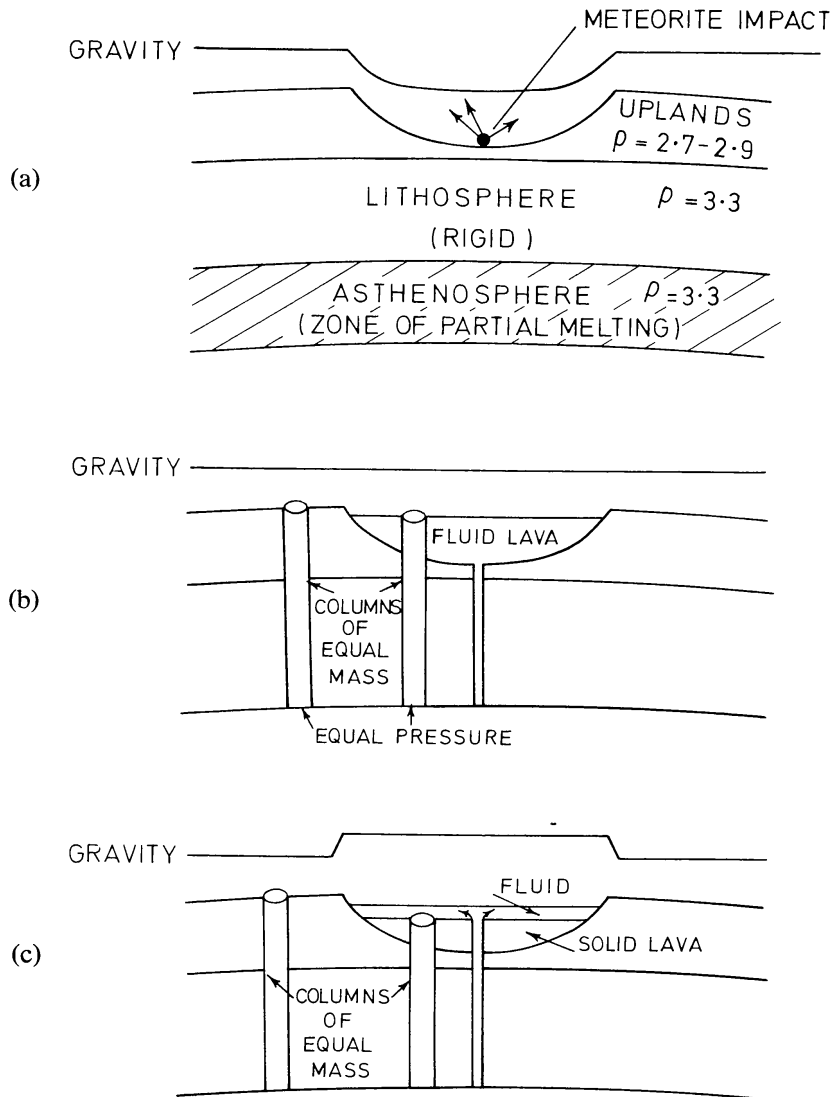 METEORITE IMPACT
GRAVITY
UPLANDS
ρ = 2·7-2·9
(a)
LITHOSPHERE ρ = 3·3
(RIGID)
ASTHENOSPHERE ρ = 3·3
(ZONE OF PARTIAL MELTING)
GRAVITY
FLUID LAVA
(b)
COLUMNS
OF
EQUAL
MASS
EQUAL PRESSURE
GRAVITY
FLUID
SOLID LAVA
(c)
COLUMNS
OF
EQUAL
MASS